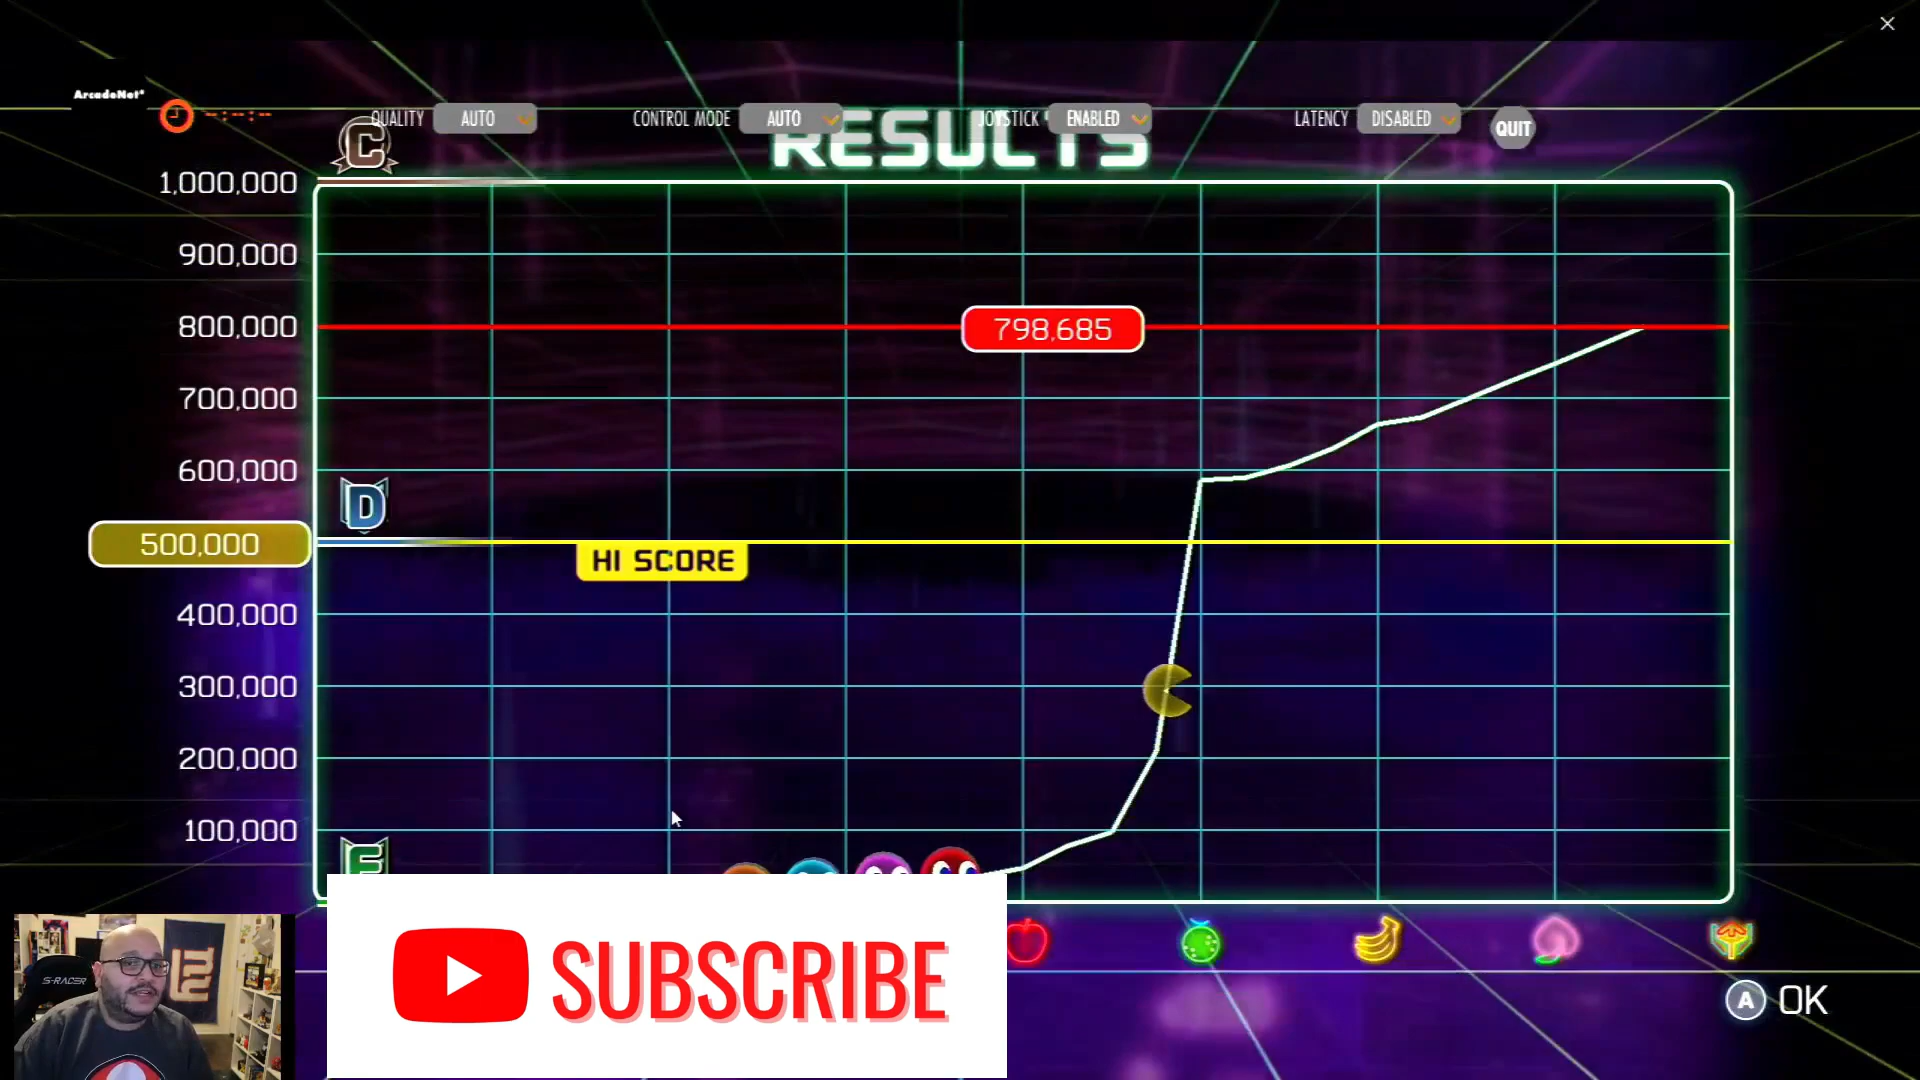 ArcadeNet®
--:--:--
QUALITY AUTO CONTROL MODE AUTO JOYSTICK ENABLED LATENCY DISABLED QUIT
RESULTS
C
1,000,000
900,000
800,000
798,685
700,000
600,000
D
500,000
HI SCORE
400,000
300,000
200,000
100,000
E
S-RACER
SUBSCRIBE
A OK